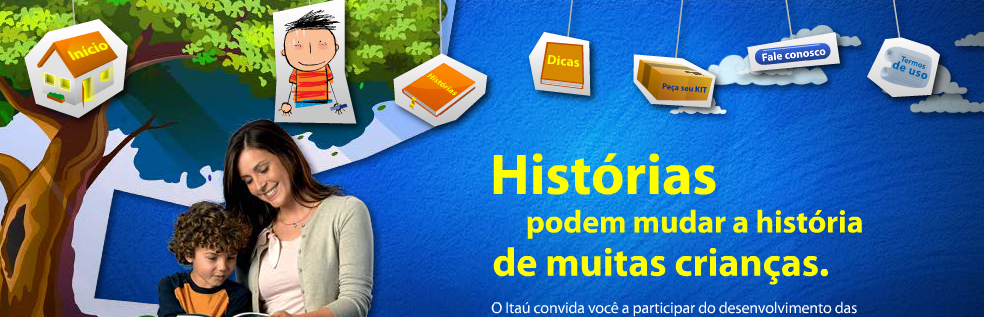 Início
Histórias
Dicas
Peça seu KIT
Fale conosco
Termos
de uso
Histórias
podem mudar a história
de muitas crianças.
O Itaú convida você a participar do desenvolvimento das